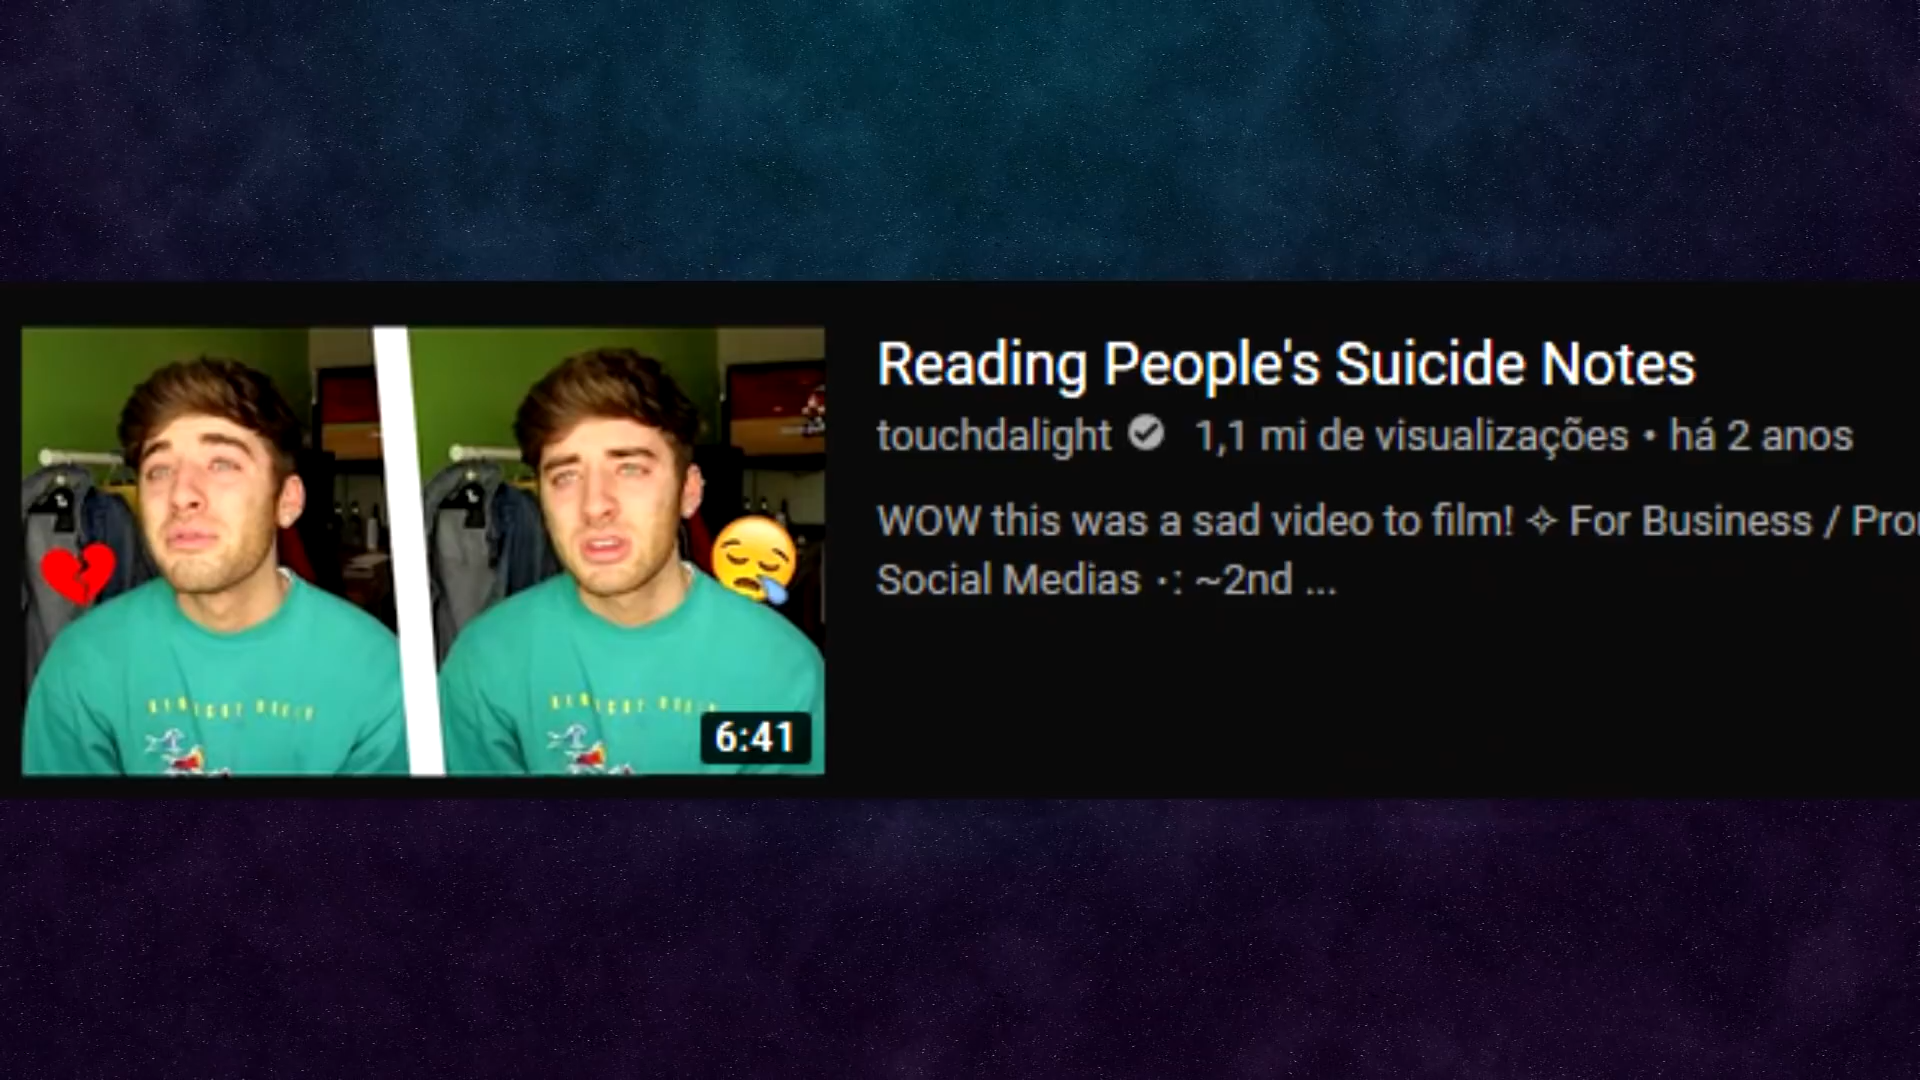 Reading People's Suicide Notes
touchdalight 1,1 mi de visualizações • há 2 anos
WOW this was a sad video to film! ✧ For Business /
Social Medias ⋆: ~2nd ...
6:41